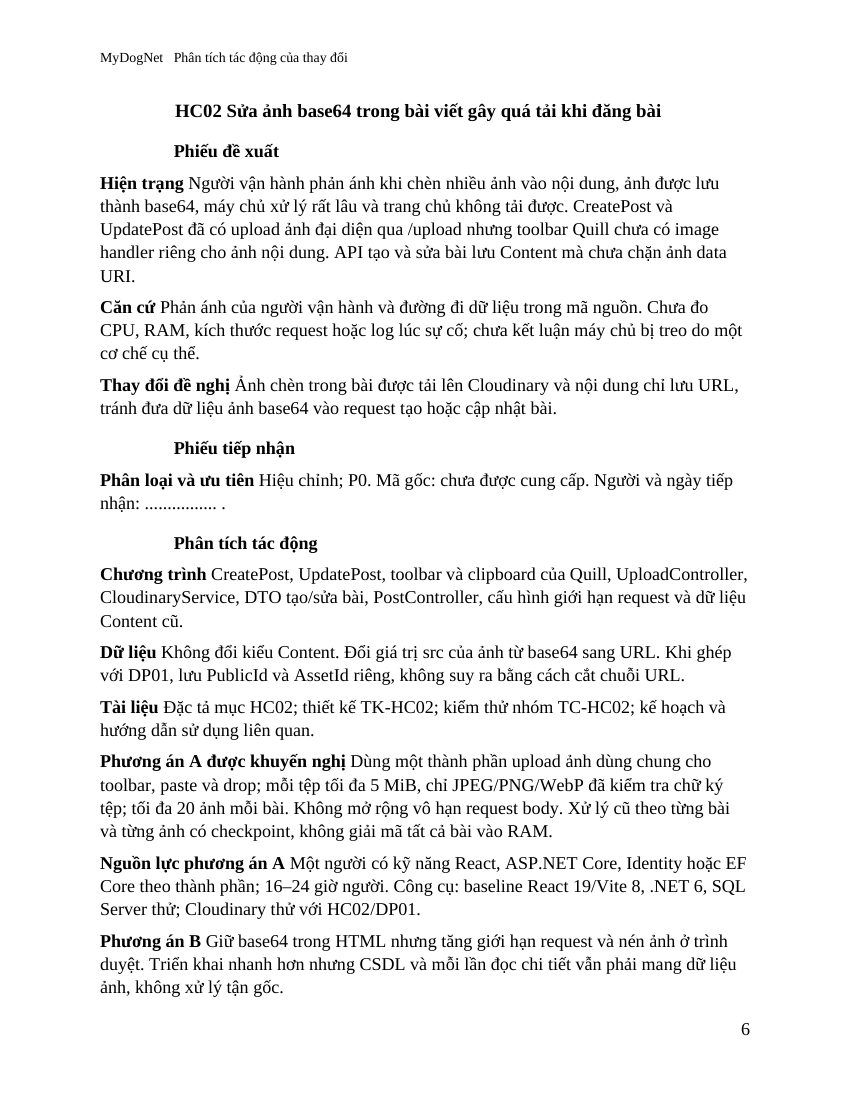 MyDogNet Phân tích tác động của thay đổi
HC02 Sửa ảnh base64 trong bài viết gây quá tải khi đăng bài
Phiếu đề xuất
Hiện trạng Người vận hành phản ánh khi chèn nhiều ảnh vào nội dung, ảnh được lưu
thành base64, máy chủ xử lý rất lâu và trang chủ không tải được. CreatePost và
UpdatePost đã có upload ảnh đại diện qua /upload nhưng toolbar Quill chưa có image
handler riêng cho ảnh nội dung. API tạo và sửa bài lưu Content mà chưa chặn ảnh data
URI.
Căn cứ Phản ánh của người vận hành và đường đi dữ liệu trong mã nguồn. Chưa đo
CPU, RAM, kích thước request hoặc log lúc sự cố; chưa kết luận máy chủ bị treo do một
cơ chế cụ thể.
Thay đổi đề nghị Ảnh chèn trong bài được tải lên Cloudinary và nội dung chỉ lưu URL,
tránh đưa dữ liệu ảnh base64 vào request tạo hoặc cập nhật bài.
Phiếu tiếp nhận
Phân loại và ưu tiên Hiệu chỉnh; P0. Mã gốc: chưa được cung cấp. Người và ngày tiếp
nhận: ................ .
Phân tích tác động
Chương trình CreatePost, UpdatePost, toolbar và clipboard của Quill, UploadController,
CloudinaryService, DTO tạo/sửa bài, PostController, cấu hình giới hạn request và dữ liệu
Content cũ.
Dữ liệu Không đổi kiểu Content. Đổi giá trị src của ảnh từ base64 sang URL. Khi ghép
với DP01, lưu PublicId và AssetId riêng, không suy ra bằng cách cắt chuỗi URL.
Tài liệu Đặc tả mục HC02; thiết kế TK-HC02; kiểm thử nhóm TC-HC02; kế hoạch và
hướng dẫn sử dụng liên quan.
Phương án A được khuyến nghị Dùng một thành phần upload ảnh dùng chung cho
toolbar, paste và drop; mỗi tệp tối đa 5 MiB, chỉ JPEG/PNG/WebP đã kiểm tra chữ ký
tệp; tối đa 20 ảnh mỗi bài. Không mở rộng vô hạn request body. Xử lý cũ theo từng bài
và từng ảnh có checkpoint, không giải mã tất cả bài vào RAM.
Nguồn lực phương án A Một người có kỹ năng React, ASP.NET Core, Identity hoặc EF
Core theo thành phần; 16–24 giờ người. Công cụ: baseline React 19/Vite 8, .NET 6, SQL
Server thử; Cloudinary thử với HC02/DP01.
Phương án B Giữ base64 trong HTML nhưng tăng giới hạn request và nén ảnh ở trình
duyệt. Triển khai nhanh hơn nhưng CSDL và mỗi lần đọc chi tiết vẫn phải mang dữ liệu
ảnh, không xử lý tận gốc.
6